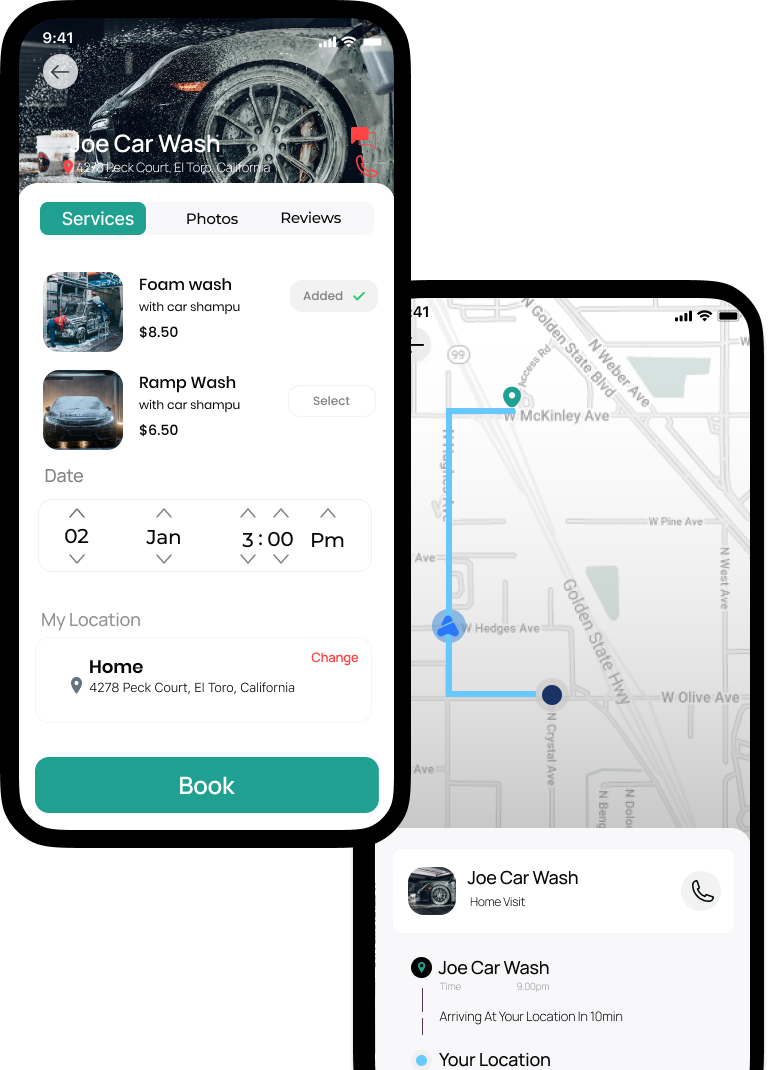 9:41
Joe Car Wash
4278 Peck Court, El Toro, California
Services
Photos
Reviews
Foam wash
with car shampu
$8.50
Added
Ramp Wash
with car shampu
$6.50
Select
Date
02 Jan 3 : 00 Pm
My Location
Home
Change
4278 Peck Court, El Toro, California
Book
:41
99
Access Rd
N Golden State Blvd
N Weber Ave
W
W McKinley Ave
N Hughes Ave
W Pine Ave
Ave
N West Ave
Golden State Hwy
W Hedges Ave
W Olive Ave
N Crystal Ave
Ave
N Beng
N Dolo
Joe Car Wash
Home Visit
Joe Car Wash
Time 9.00pm
Arriving At Your Location In 10min
Your Location